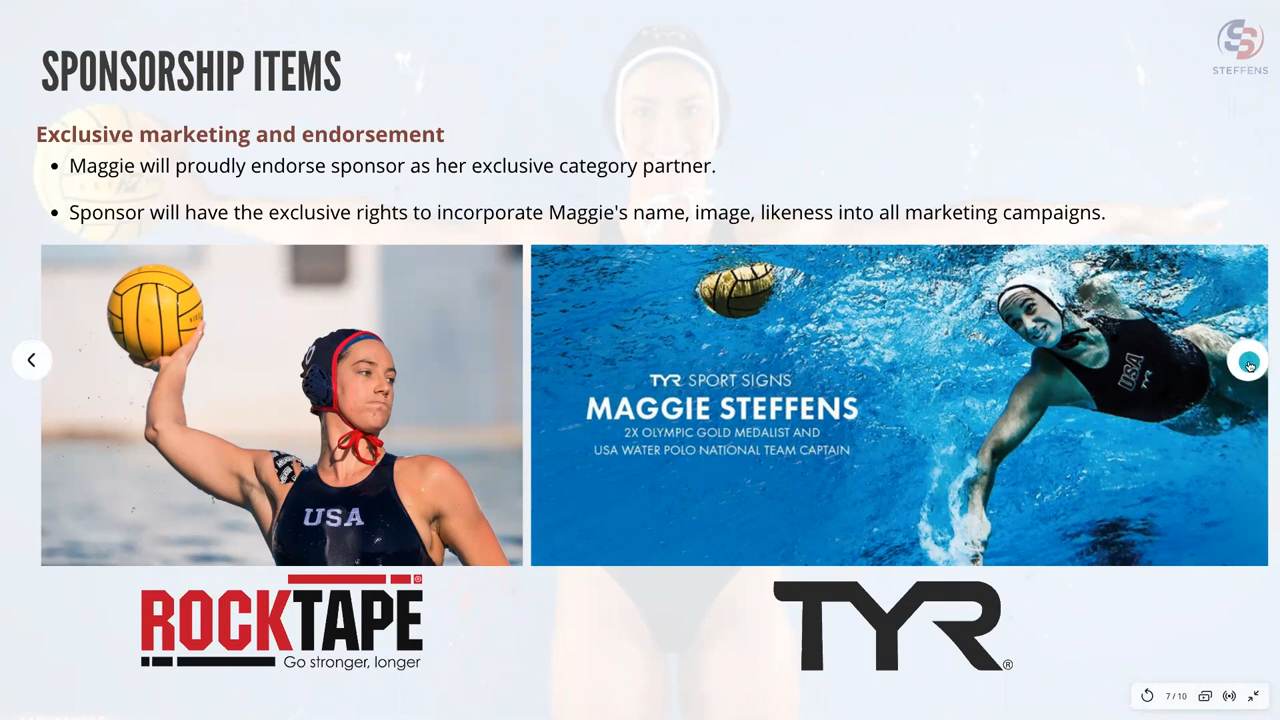 STEFFENS
SPONSORSHIP ITEMS
Exclusive marketing and endorsement
• Maggie will proudly endorse sponsor as her exclusive category partner.
• Sponsor will have the exclusive rights to incorporate Maggie's name, image, likeness into all marketing campaigns.
USA
TYR SPORT SIGNS
MAGGIE STEFFENS
2X OLYMPIC GOLD MEDALIST AND
USA WATER POLO NATIONAL TEAM CAPTAIN
USA
TYR
ROCKTAPE
Go stronger, longer
TYR®
7 / 10